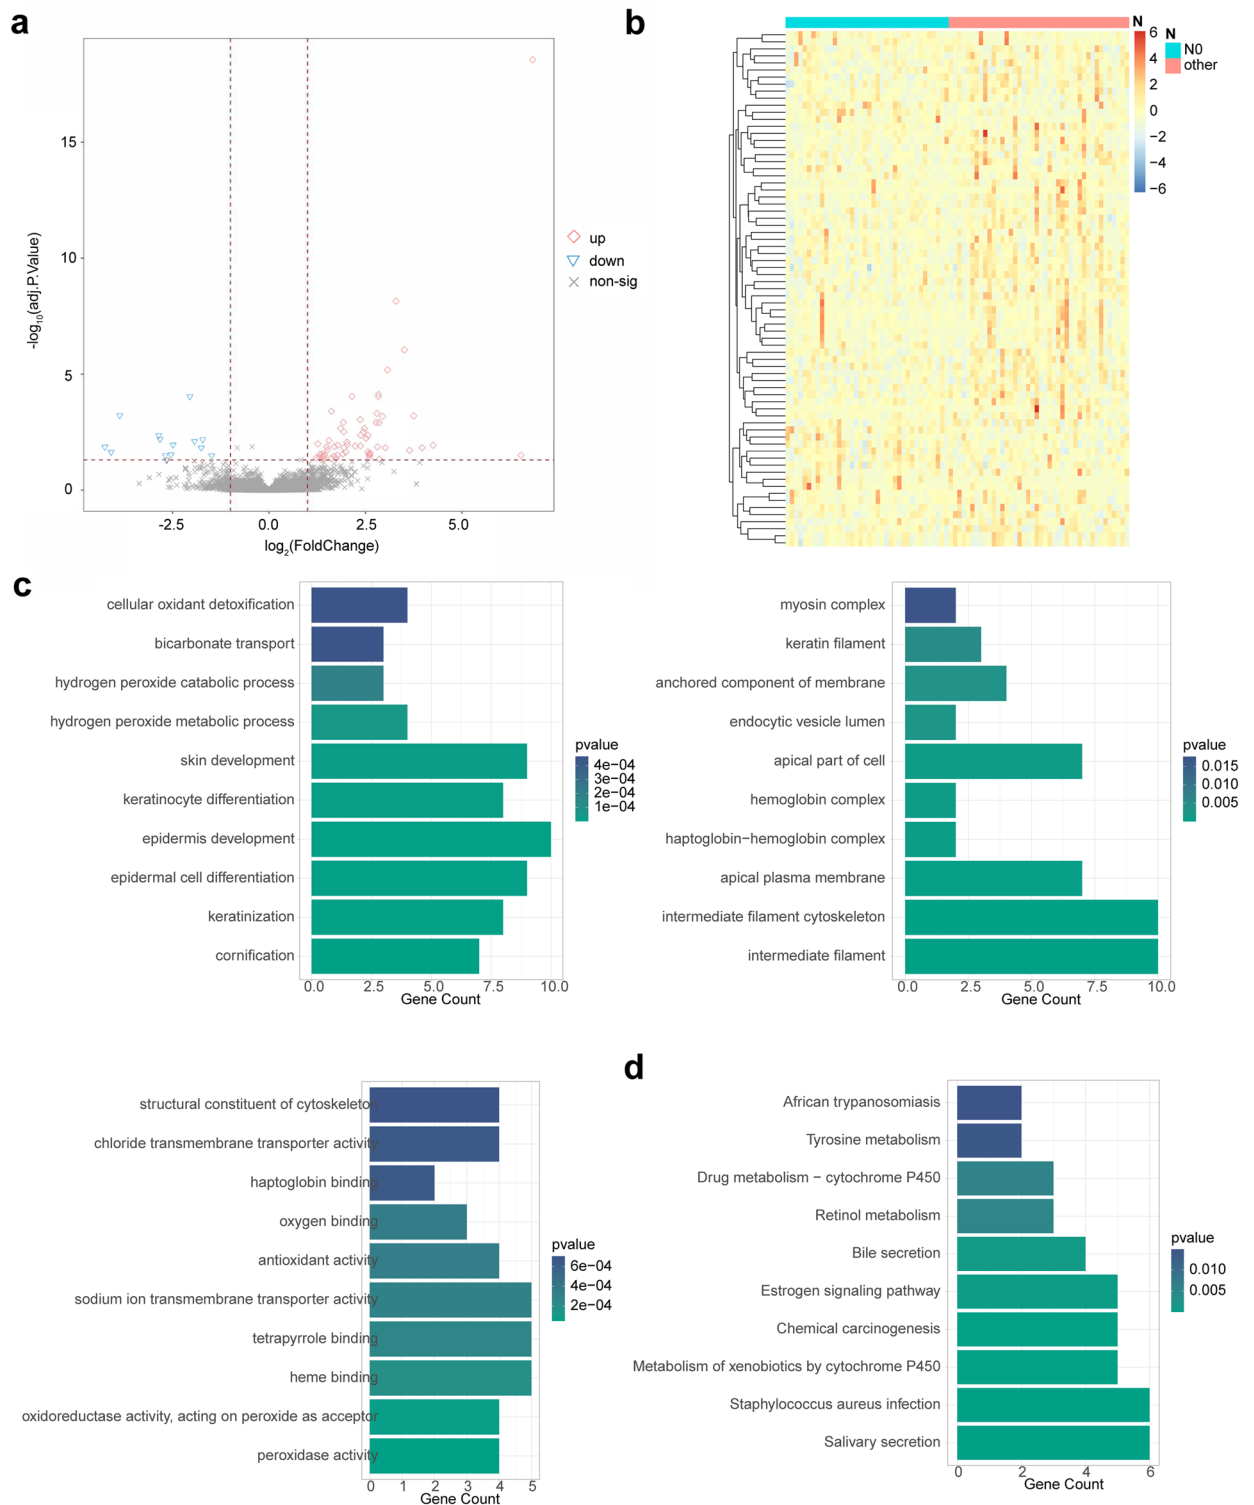 a
-log10(adj.P.Value)
15
10
5
0
-2.5
0.0
2.5
5.0
log2(FoldChange)
up
down
non-sig
b
N
6
4
2
0
−2
−4
−6
N
N0
other
c
cellular oxidant detoxification
bicarbonate transport
hydrogen peroxide catabolic process
hydrogen peroxide metabolic process
skin development
keratinocyte differentiation
epidermis development
epidermal cell differentiation
keratinization
cornification
0.0
2.5
5.0
7.5
10.0
Gene Count
pvalue
4e−04
3e−04
2e−04
1e−04
myosin complex
keratin filament
anchored component of membrane
endocytic vesicle lumen
apical part of cell
hemoglobin complex
haptoglobin−hemoglobin complex
apical plasma membrane
intermediate filament cytoskeleton
intermediate filament
0.0
2.5
5.0
7.5
10.0
Gene Count
pvalue
0.015
0.010
0.005
structural constituent of cytoskeleton
chloride transmembrane transporter activity
haptoglobin binding
oxygen binding
antioxidant activity
sodium ion transmembrane transporter activity
tetrapyrrole binding
heme binding
oxidoreductase activity, acting on peroxide as acceptor
peroxidase activity
0
1
2
3
4
5
Gene Count
pvalue
6e−04
4e−04
2e−04
d
African trypanosomiasis
Tyrosine metabolism
Drug metabolism − cytochrome P450
Retinol metabolism
Bile secretion
Estrogen signaling pathway
Chemical carcinogenesis
Metabolism of xenobiotics by cytochrome P450
Staphylococcus aureus infection
Salivary secretion
0
2
4
6
Gene Count
pvalue
0.010
0.005